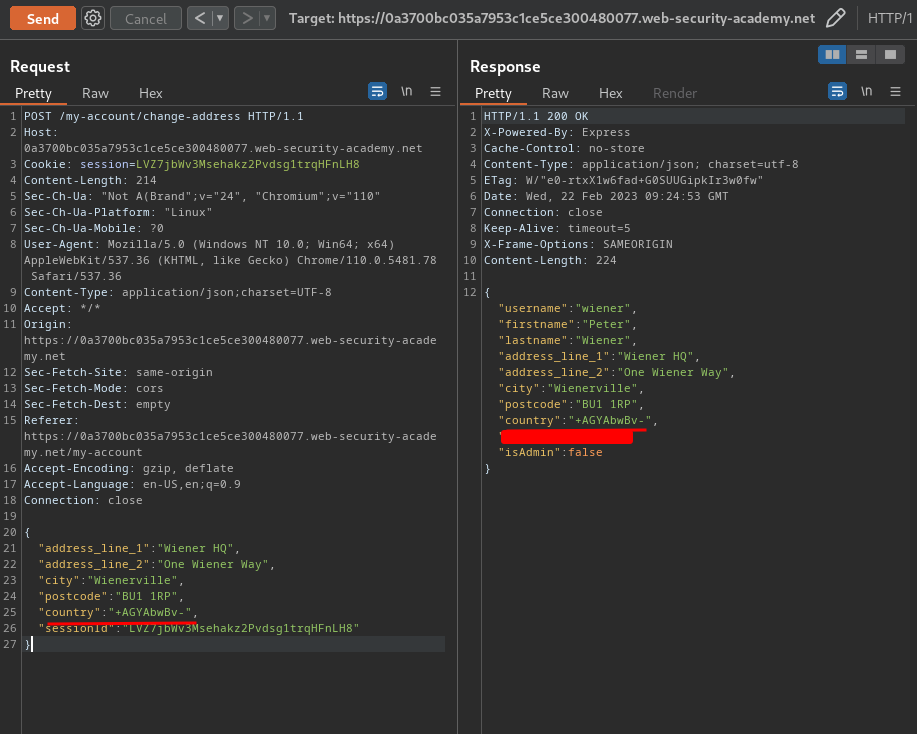 Send
Cancel
<
>
Target: https://0a3700bc035a7953c1ce5ce300480077.web-security-academy.net
HTTP/1
Request
Pretty Raw Hex
\n
1 POST /my-account/change-address HTTP/1.1
2 Host:
0a3700bc035a7953c1ce5ce300480077.web-security-academy.net
3 Cookie: session=LVZ7jbWv3Msehakz2Pvdsg1trqHFnLH8
4 Content-Length: 214
5 Sec-Ch-Ua: "Not A(Brand";v="24", "Chromium";v="110"
6 Sec-Ch-Ua-Platform: "Linux"
7 Sec-Ch-Ua-Mobile: ?0
8 User-Agent: Mozilla/5.0 (Windows NT 10.0; Win64; x64)
AppleWebKit/537.36 (KHTML, like Gecko) Chrome/110.0.5481.78
Safari/537.36
9 Content-Type: application/json;charset=UTF-8
10 Accept: */*
11 Origin:
https://0a3700bc035a7953c1ce5ce300480077.web-security-acade
my.net
12 Sec-Fetch-Site: same-origin
13 Sec-Fetch-Mode: cors
14 Sec-Fetch-Dest: empty
15 Referer:
https://0a3700bc035a7953c1ce5ce300480077.web-security-acade
my.net/my-account
16 Accept-Encoding: gzip, deflate
17 Accept-Language: en-US,en;q=0.9
18 Connection: close
19
20 {
21 "address_line_1":"Wiener HQ",
22 "address_line_2":"One Wiener Way",
23 "city":"Wienerville",
24 "postcode":"BU1 1RP",
25 "country":"+AGYAbwBv-",
26 "sessionId":"LVZ7jbWv3Msehakz2Pvdsg1trqHFnLH8"
27 }
Response
Pretty Raw Hex Render
\n
1 HTTP/1.1 200 OK
2 X-Powered-By: Express
3 Cache-Control: no-store
4 Content-Type: application/json; charset=utf-8
5 ETag: W/"e0-rtxX1w6fad+G0SUUGipkIr3w0fw"
6 Date: Wed, 22 Feb 2023 09:24:53 GMT
7 Connection: close
8 Keep-Alive: timeout=5
9 X-Frame-Options: SAMEORIGIN
10 Content-Length: 224
11
12 {
"username":"wiener",
"firstname":"Peter",
"lastname":"Wiener",
"address_line_1":"Wiener HQ",
"address_line_2":"One Wiener Way",
"city":"Wienerville",
"postcode":"BU1 1RP",
"country":"+AGYAbwBv-",
"isAdmin":false
}